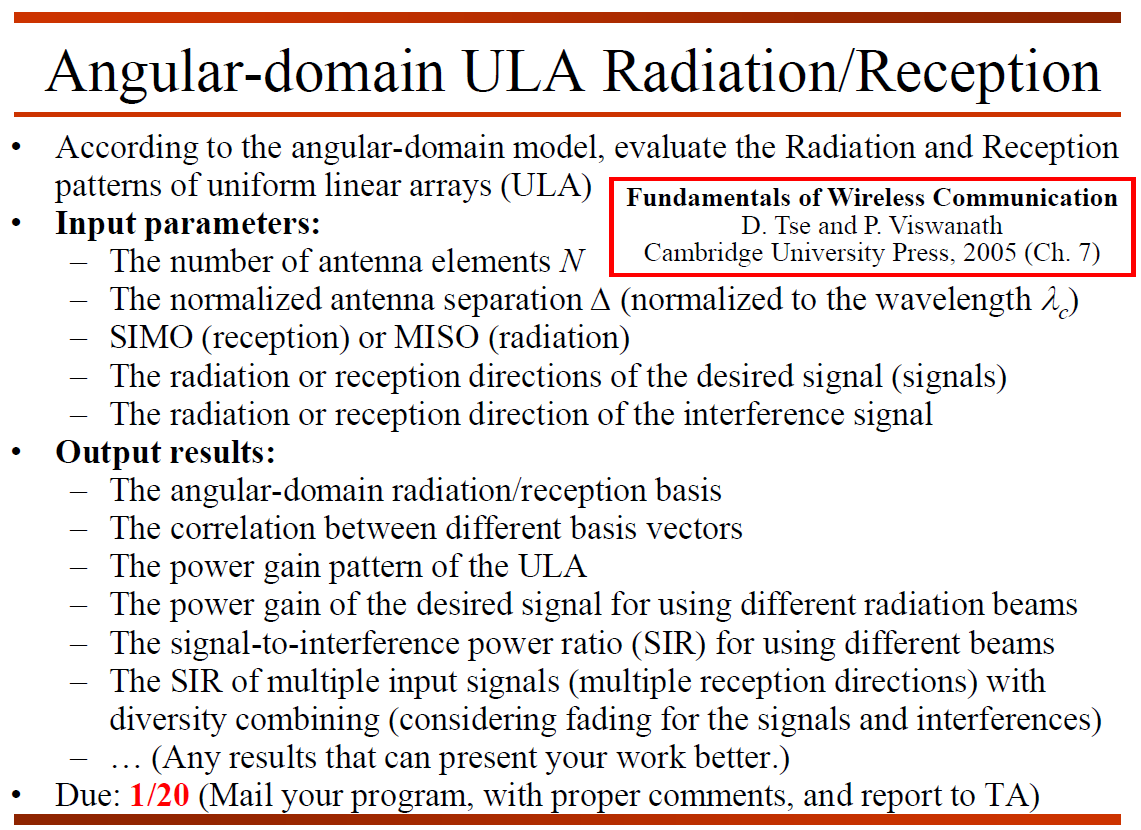 Angular-domain ULA Radiation/Reception
• According to the angular-domain model, evaluate the Radiation and Reception
patterns of uniform linear arrays (ULA)
Fundamentals of Wireless Communication
D. Tse and P. Viswanath
Cambridge University Press, 2005 (Ch. 7)
• Input parameters:
– The number of antenna elements N
– The normalized antenna separation Δ (normalized to the wavelength λc)
– SIMO (reception) or MISO (radiation)
– The radiation or reception directions of the desired signal (signals)
– The radiation or reception direction of the interference signal
• Output results:
– The angular-domain radiation/reception basis
– The correlation between different basis vectors
– The power gain pattern of the ULA
– The power gain of the desired signal for using different radiation beams
– The signal-to-interference power ratio (SIR) for using different beams
– The SIR of multiple input signals (multiple reception directions) with
diversity combining (considering fading for the signals and interferences)
– … (Any results that can present your work better.)
• Due: 1/20 (Mail your program, with proper comments, and report to TA)